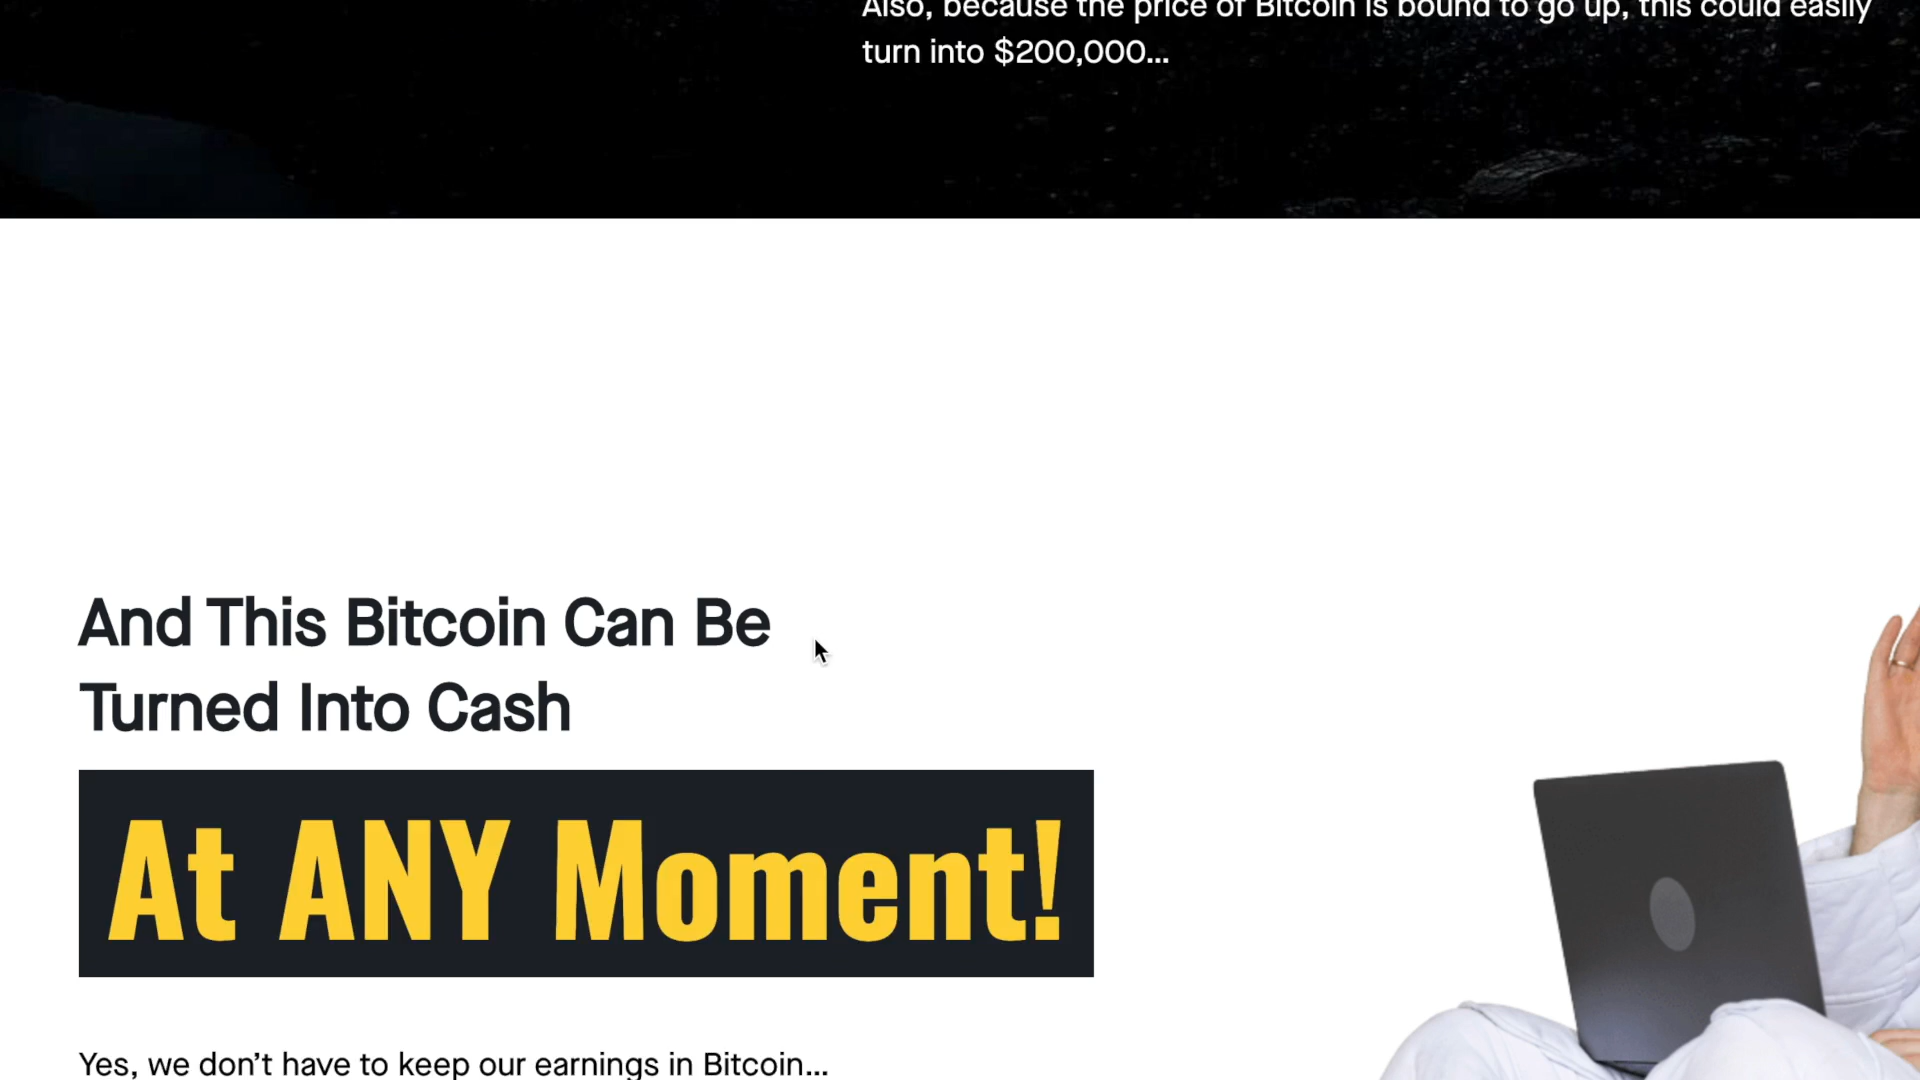 Also, because the price of Bitcoin is bound to go up, this could easily
turn into $200,000...
And This Bitcoin Can Be
Turned Into Cash
At ANY Moment!
Yes, we don’t have to keep our earnings in Bitcoin...